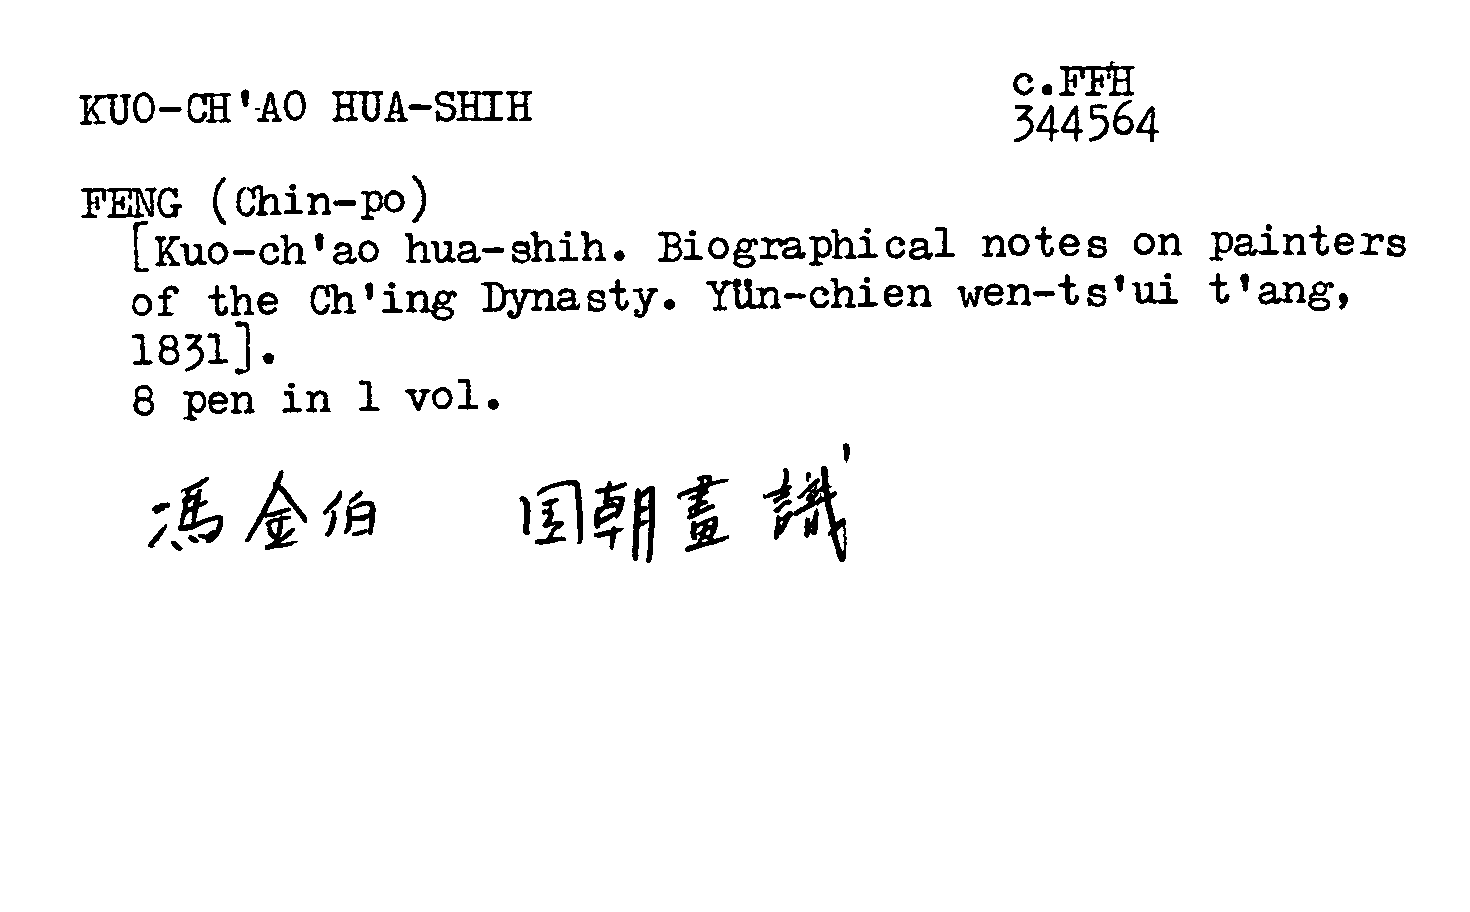 KUO-CH'AO HUA-SHIH
c.FFH
344564
FENG (Chin-po)
[Kuo-ch'ao hua-shih. Biographical notes on painters
of the Ch'ing Dynasty. Yün-chien wen-ts'ui t'ang,
1831].
8 pen in 1 vol.
馮金伯 国朝畫識